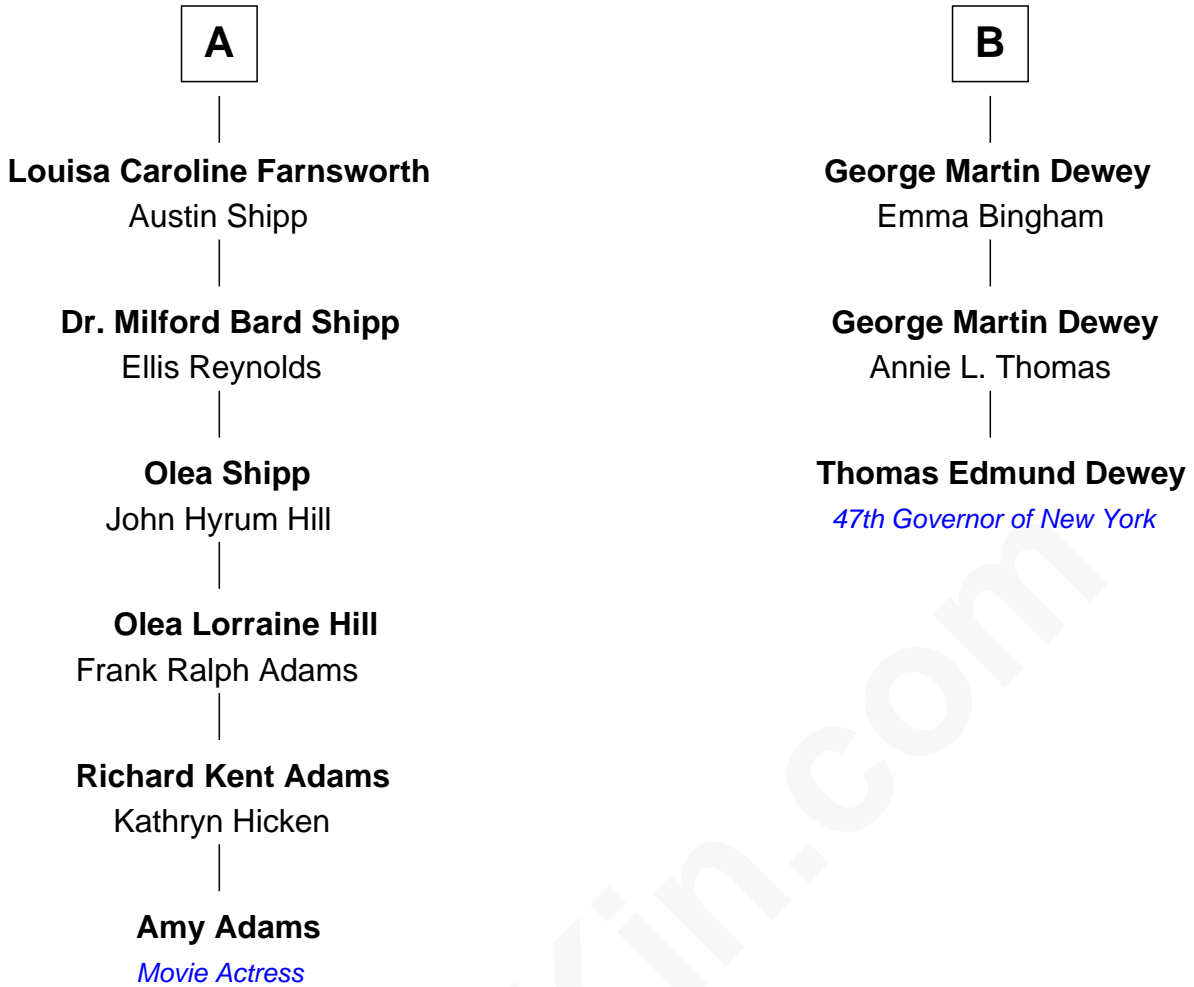 A
Louisa Caroline Farnsworth
Austin Shipp
Dr. Milford Bard Shipp
Ellis Reynolds
Olea Shipp
John Hyrum Hill
Olea Lorraine Hill
Frank Ralph Adams
Richard Kent Adams
Kathryn Hicken
Amy Adams
Movie Actress
B
George Martin Dewey
Emma Bingham
George Martin Dewey
Annie L. Thomas
Thomas Edmund Dewey
47th Governor of New York
Kin.com